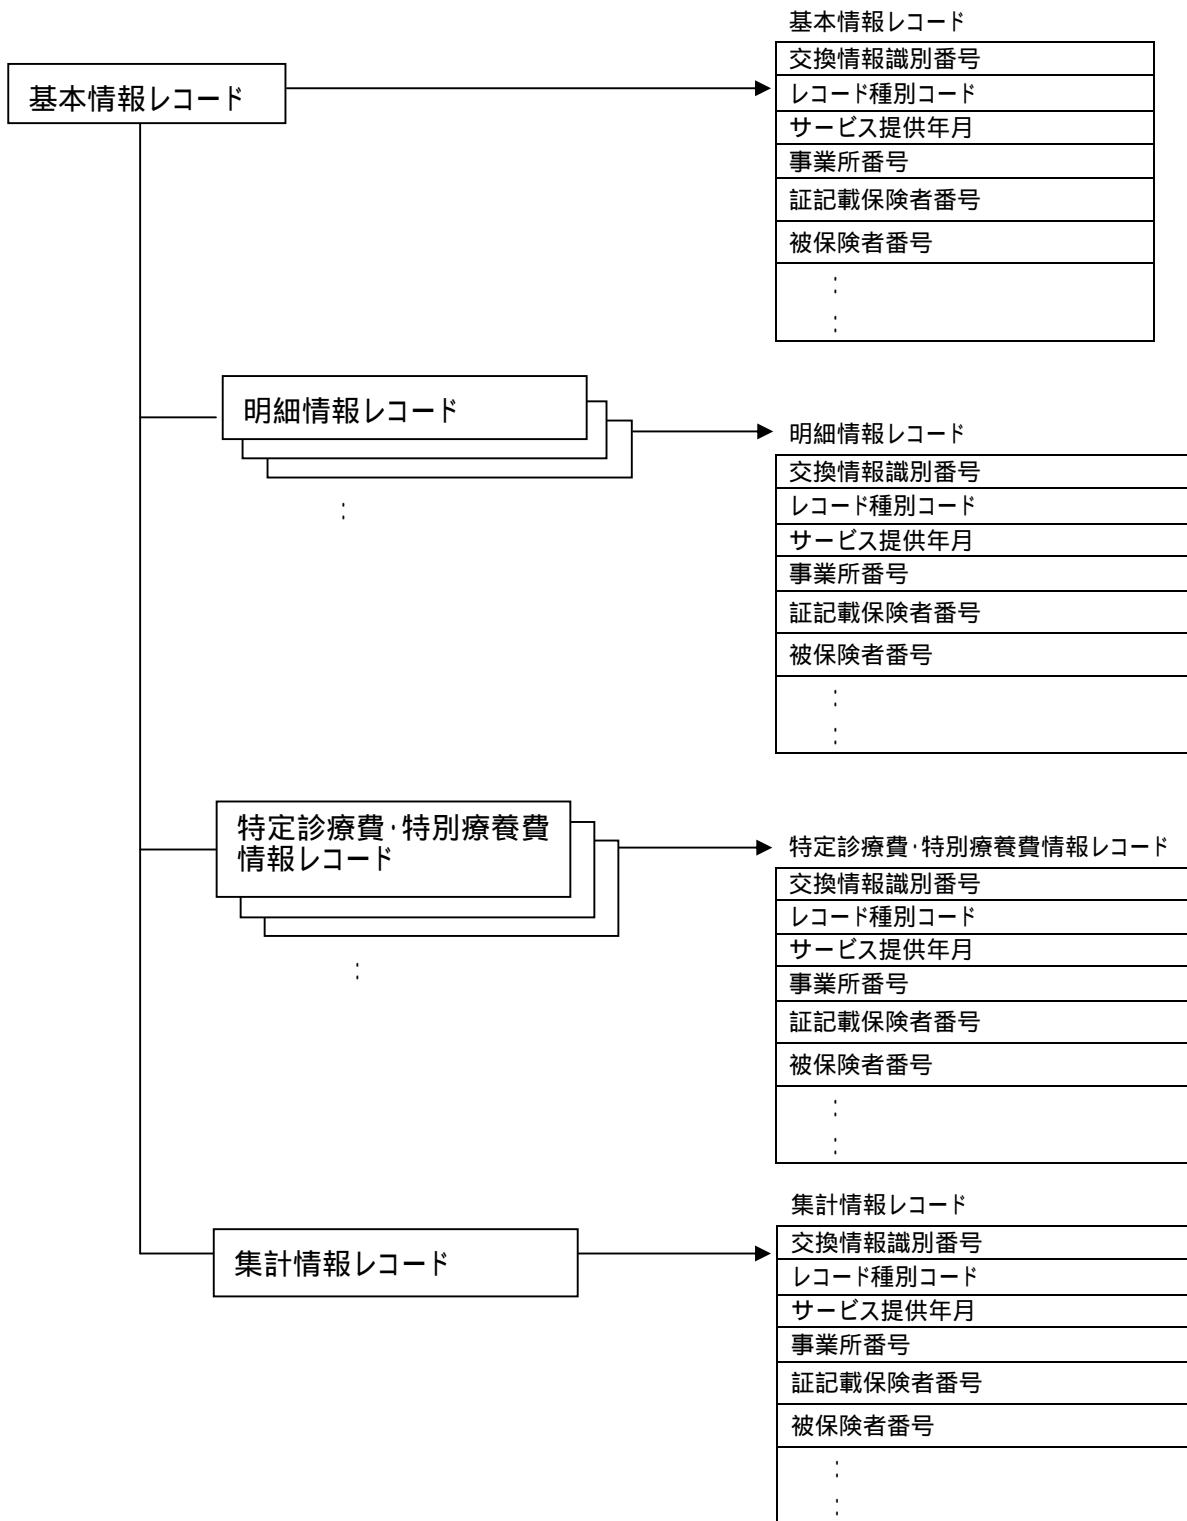 基本情報レコード
基本情報レコード
交換情報識別番号
レコード種別コード
サービス提供年月
事業所番号
証記載保険者番号
被保険者番号
:
:
明細情報レコード
:
明細情報レコード
交換情報識別番号
レコード種別コード
サービス提供年月
事業所番号
証記載保険者番号
被保険者番号
:
:
特定診療費・特別療養費
情報レコード
:
特定診療費・特別療養費情報レコード
交換情報識別番号
レコード種別コード
サービス提供年月
事業所番号
証記載保険者番号
被保険者番号
:
:
集計情報レコード
集計情報レコード
交換情報識別番号
レコード種別コード
サービス提供年月
事業所番号
証記載保険者番号
被保険者番号
:
: